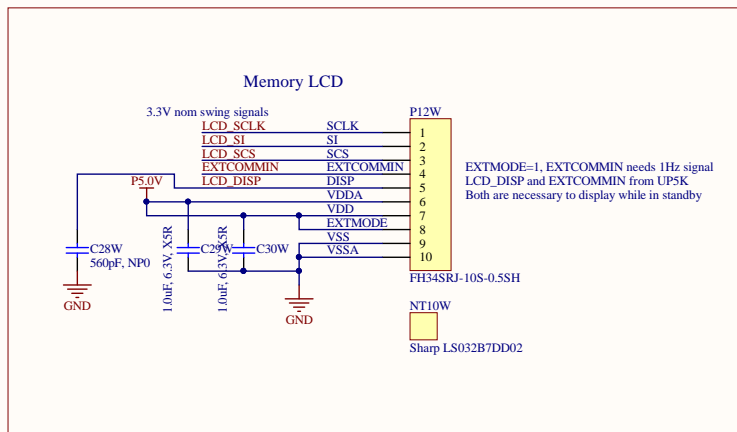 Memory LCD
3.3V nom swing signals
P12W
LCD_SCLK SCLK 1
LCD_SI SI 2
LCD_SCS SCS 3
EXTCOMMIN EXTCOMMIN 4
LCD_DISP DISP 5
P5.0V VDDA 6
VDD 7
EXTMODE 8
VSS 9
VSSA 10
EXTMODE=1, EXTCOMMIN needs 1Hz signal
LCD_DISP and EXTCOMMIN from UP5K
Both are necessary to display while in standby
C28W
560pF, NP0
C29W
1.0uF, 6.3V, X5R
C30W
1.0uF, 6.3V, X5R
GND
GND
FH34SRJ-10S-0.5SH
NT10W
Sharp LS032B7DD02